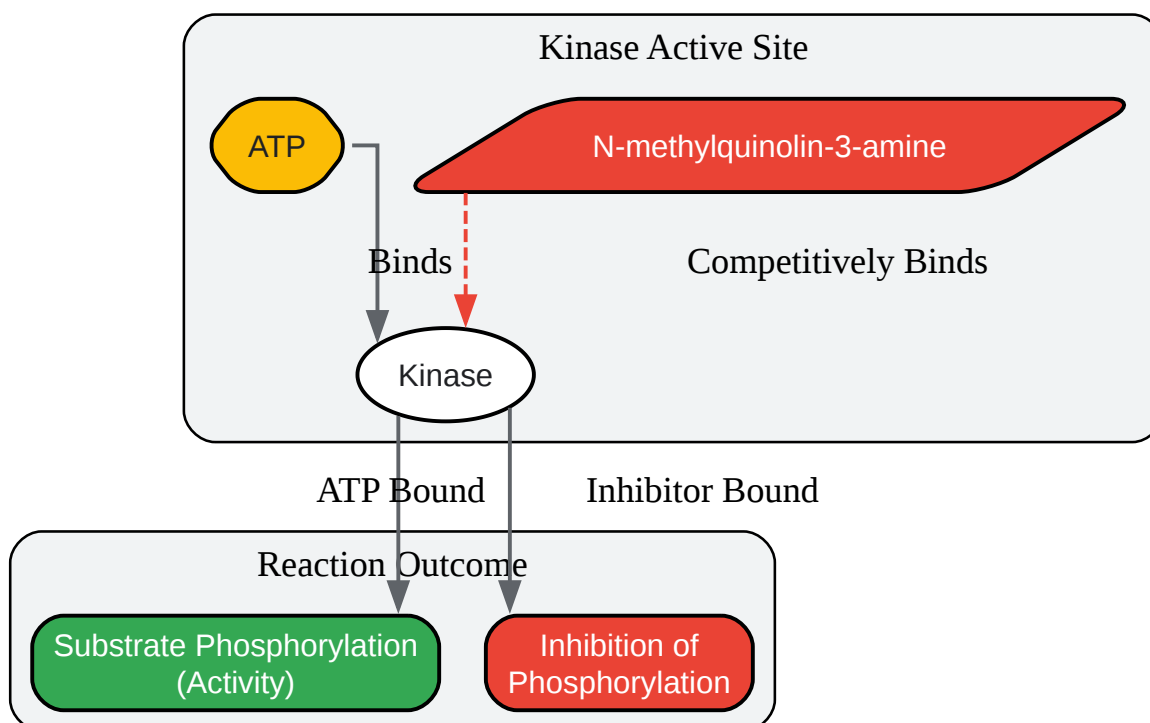 Kinase Active Site
ATP
N-methylquinolin-3-amine
Binds
Competitively Binds
Kinase
ATP Bound
Inhibitor Bound
Reaction Outcome
Substrate Phosphorylation
(Activity)
Inhibition of
Phosphorylation